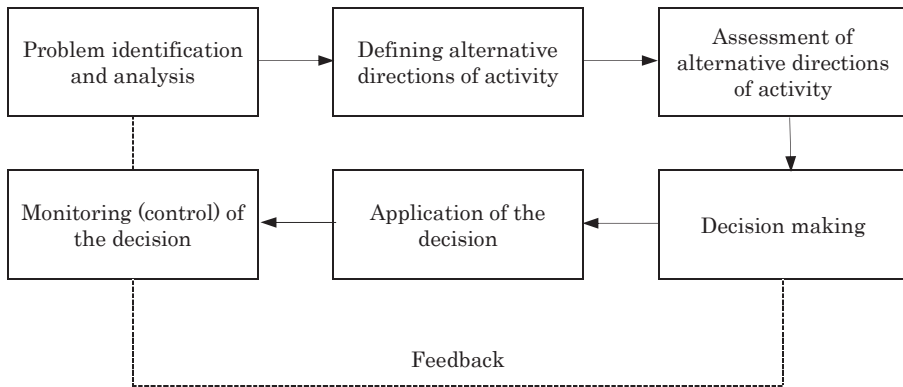 Problem identification
and analysis
Defining alternative
directions of activity
Assessment of
alternative directions
of activity
Monitoring (control) of
the decision
Application of the
decision
Decision making
Feedback